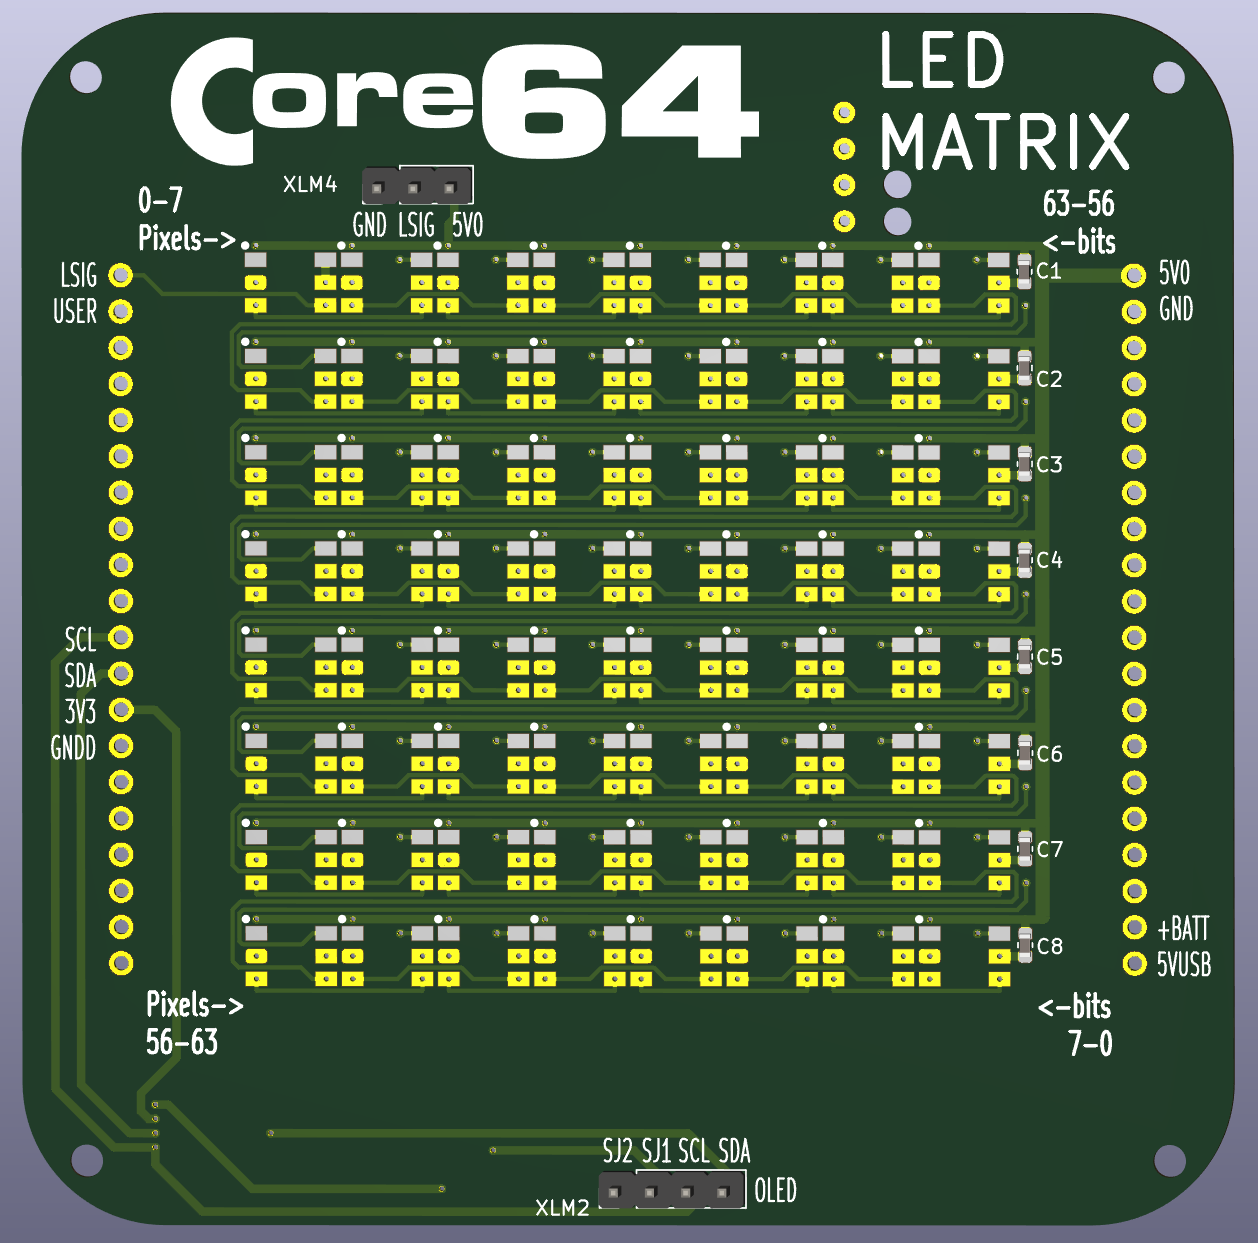 Core64
LED
MATRIX
XLM4
GND LSIG 5V0
0-7
Pixels->
63-56
<-bits
LSIG
USER
5V0
GND
C1
C2
C3
C4
C5
C6
C7
C8
SCL
SDA
3V3
GNDD
+BATT
5VUSB
Pixels->
56-63
<-bits
7-0
SJ2 SJ1 SCL SDA
OLED
XLM2